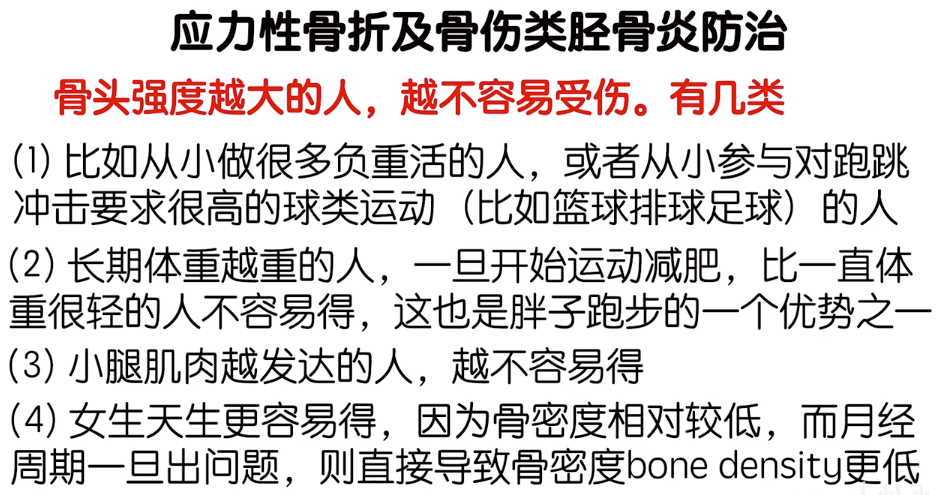 应力性骨折及骨伤类胫骨炎防治
骨头强度越大的人，越不容易受伤。有几类
(1) 比如从小做很多负重活的人，或者从小参与对跑跳
冲击要求很高的球类运动（比如篮球排球足球）的人
(2) 长期体重越重的人，一旦开始运动减肥，比一直体
重很轻的人不容易得，这也是胖子跑步的一个优势之一
(3) 小腿肌肉越发达的人，越不容易得
(4) 女生天生更容易得，因为骨密度相对较低，而月经
周期一旦出问题，则直接导致骨密度bone density更低